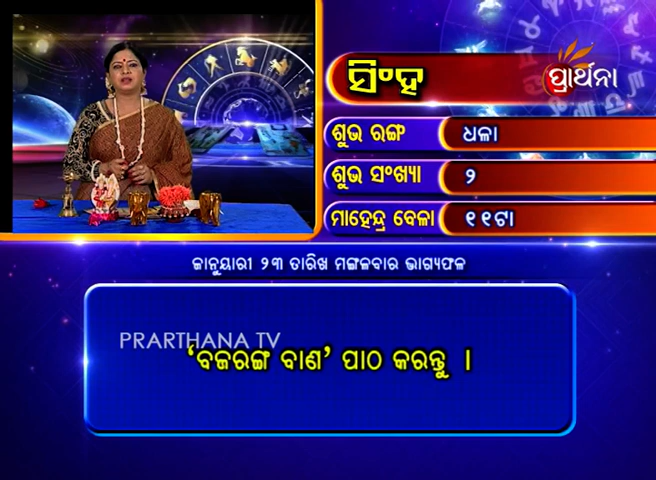 ସିଂହ
ପ୍ରାର୍ଥନା
ଶୁଭ ରଙ୍ଗ
ଧଳା
ଶୁଭ ସଂଖ୍ୟା
୨
ମାହେନ୍ଦ୍ର ବେଳା
୧୧ଟା
ଜାନୁୟାରୀ ୨୩ ତାରିଖ ମଙ୍ଗଳବାର ଭାଗ୍ୟଫଳ
PRARTHANA TV
‘ବଜରଙ୍ଗ ବାଣ’ ପାଠ କରନ୍ତୁ ।